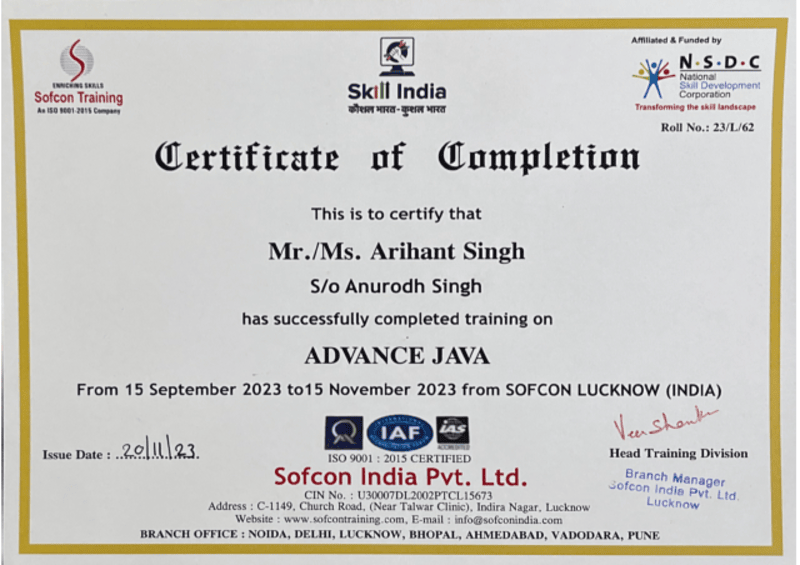 ENRICHING SKILLS
Sofcon Training
An ISO 9001-2015 Company
Skill India
कौशल भारत-कुशल भारत
Affiliated & Funded by
N·S·D·C
National
Skill Development
Corporation
Transforming the skill landscape
Roll No.: 23/L/62
Certificate of Completion
This is to certify that
Mr./Ms. Arihant Singh
S/o Anurodh Singh
has successfully completed training on
ADVANCE JAVA
From 15 September 2023 to15 November 2023 from SOFCON LUCKNOW (INDIA)
Issue Date : ..20/11/23.
IAF
IAS
ISO 9001 : 2015 CERTIFIED
Veer Shanker
Head Training Division
Branch Manager
Sofcon India Pvt. Ltd.
Lucknow
Sofcon India Pvt. Ltd.
CIN No. : U30007DL2002PTCL15673
Address : C-1149, Church Road, (Near Talwar Clinic), Indira Nagar, Lucknow
Website : www.sofcontraining.com, E-mail : info@sofconindia.com
BRANCH OFFICE : NOIDA, DELHI, LUCKNOW, BHOPAL, AHMEDABAD, VADODARA, PUNE